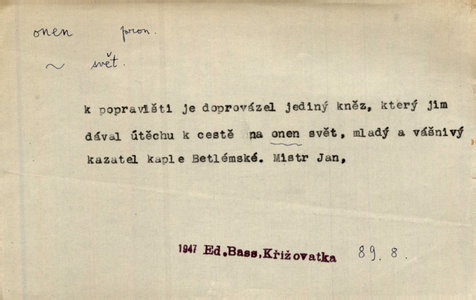 onen pron.
~ svět.
k popravišti je doprovázel jediný kněz, který jim
dával útěchu k cestě na onen svět, mladý a vášnivý
kazatel kaple Betlémské. Mistr Jan,
1947 Ed.Bass,Křižovatka 89.8.